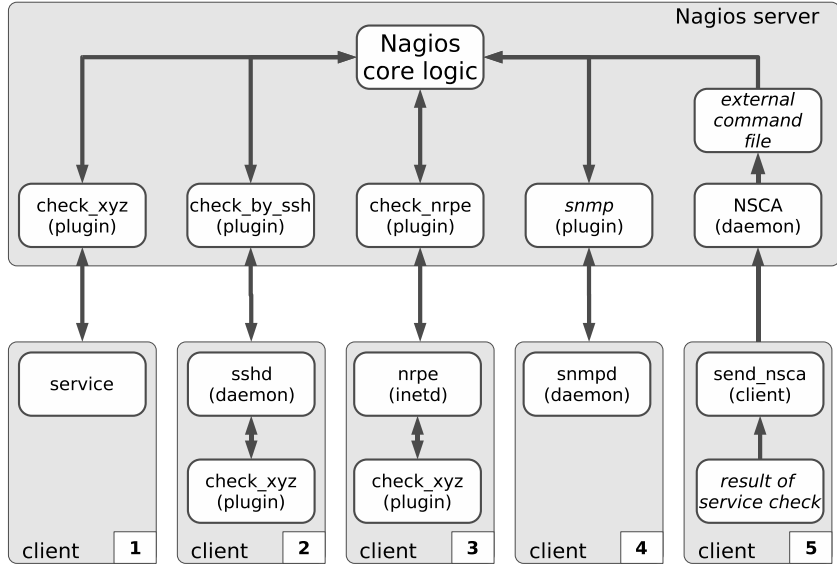 Nagios server
Nagios
core logic
external
command
file
check_xyz
(plugin)
check_by_ssh
(plugin)
check_nrpe
(plugin)
snmp
(plugin)
NSCA
(daemon)
service
sshd
(daemon)
nrpe
(inetd)
snmpd
(daemon)
send_nsca
(client)
check_xyz
(plugin)
check_xyz
(plugin)
result of
service check
client 1
client 2
client 3
client 4
client 5